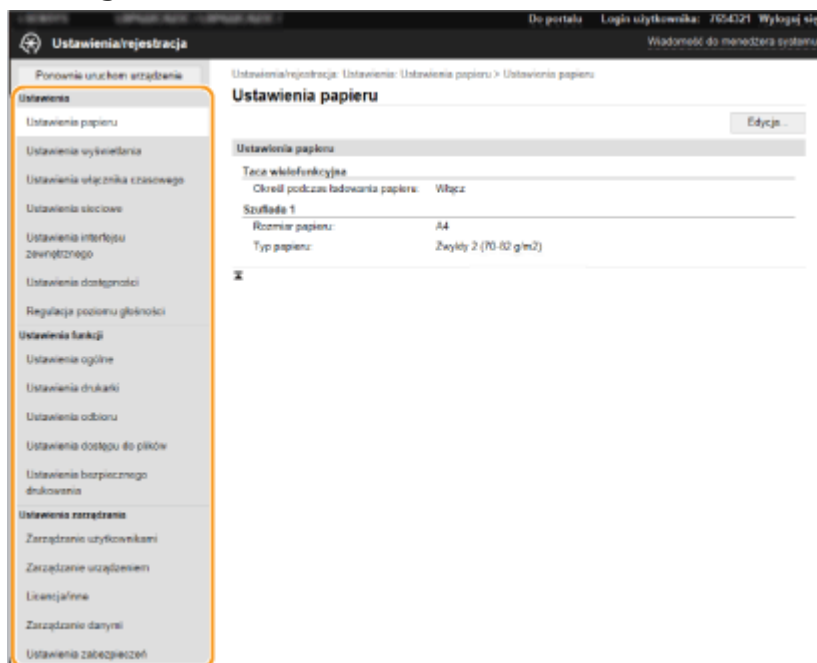 Do portalu Login użytkownika: 7654321 Wyloguj się
Ustawienia/rejestracja
Wiadomość do menedżera systemu
Ponownie uruchom urządzenie
Ustawienia/rejestracja: Ustawienia: Ustawienia papieru > Ustawienia papieru
Ustawienia
Ustawienia papieru
Ustawienia papieru
Edycja...
Ustawienia wyświetlania
Ustawienia papieru
Taca wielofunkcyjna
Ustawienia włącznika czasowego
Określ podczas ładowania papieru: Włącz
Ustawienia sieciowe
Szuflada 1
Rozmiar papieru: A4
Ustawienia interfejsu
zewnętrznego
Typ papieru: Zwykły 2 (70-82 g/m2)
Ustawienia dostępności
Regulacja poziomu głośności
Ustawienia funkcji
Ustawienia ogólne
Ustawienia drukarki
Ustawienia odbioru
Ustawienia dostępu do plików
Ustawienia bezpiecznego
drukowania
Ustawienia zarządzania
Zarządzanie użytkownikami
Zarządzanie urządzeniem
Licencja/Inne
Zarządzanie danymi
Ustawienia zabezpieczeń